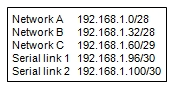 Network A 192.168.1.0/28
Network B 192.168.1.32/28
Network C 192.168.1.60/29
Serial link 1 192.168.1.96/30
Serial link 2 192.168.1.100/30